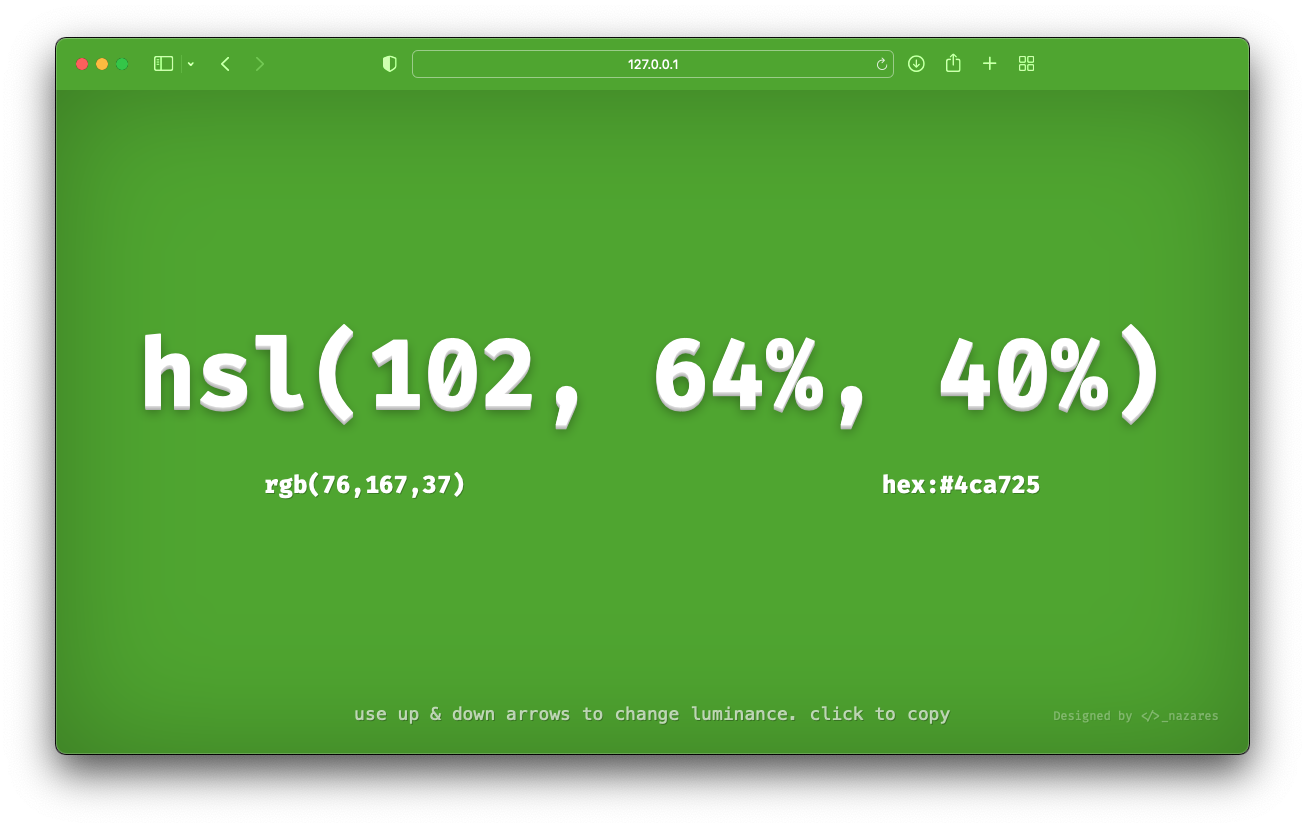 127.0.0.1
hsl(102, 64%, 40%)
rgb(76,167,37)
hex:#4ca725
use up & down arrows to change luminance. click to copy
Designed by </>_nazares